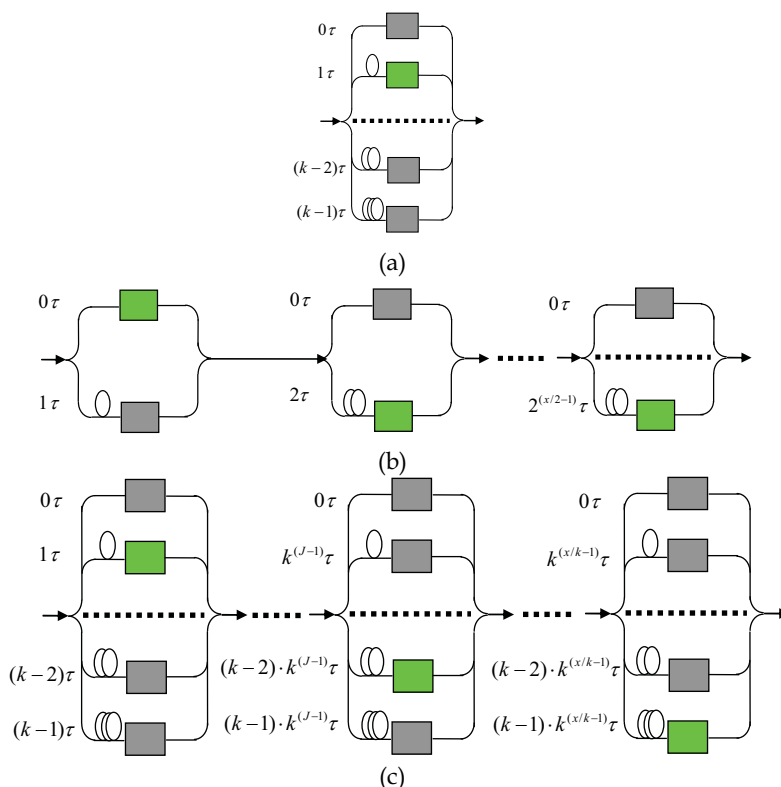 0τ
1τ
(k−2)τ
(k−1)τ
(a)
0τ 0τ 0τ
1τ 2τ 2^(x/2−1)τ
(b)
0τ 0τ 0τ
1τ k^(J−1)τ k^(x/k−1)τ
(k−2)τ (k−2)·k^(J−1)τ (k−2)·k^(x/k−1)τ
(k−1)τ (k−1)·k^(J−1)τ (k−1)·k^(x/k−1)τ
(c)